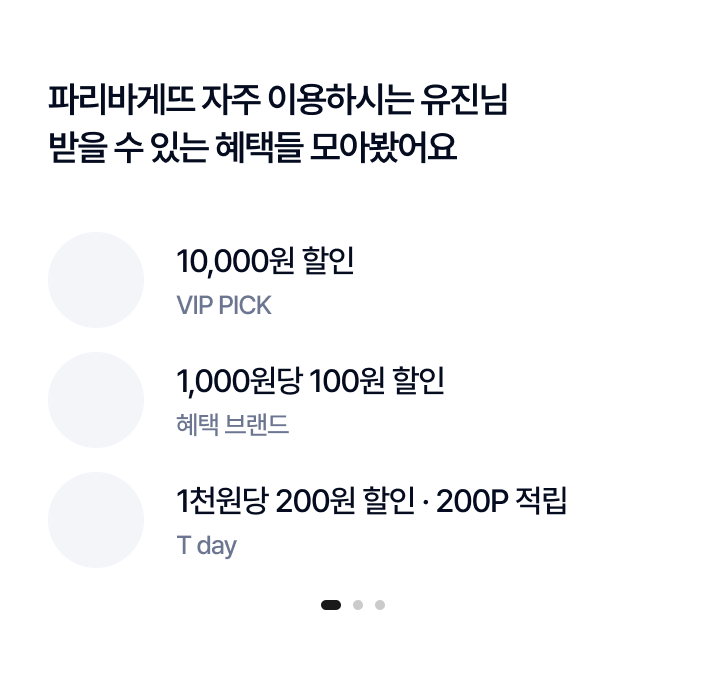 파리바게뜨 자주 이용하시는 유진님
받을 수 있는 혜택들 모아봤어요
10,000원 할인
VIP PICK
1,000원당 100원 할인
혜택 브랜드
1천원당 200원 할인 · 200P 적립
T day